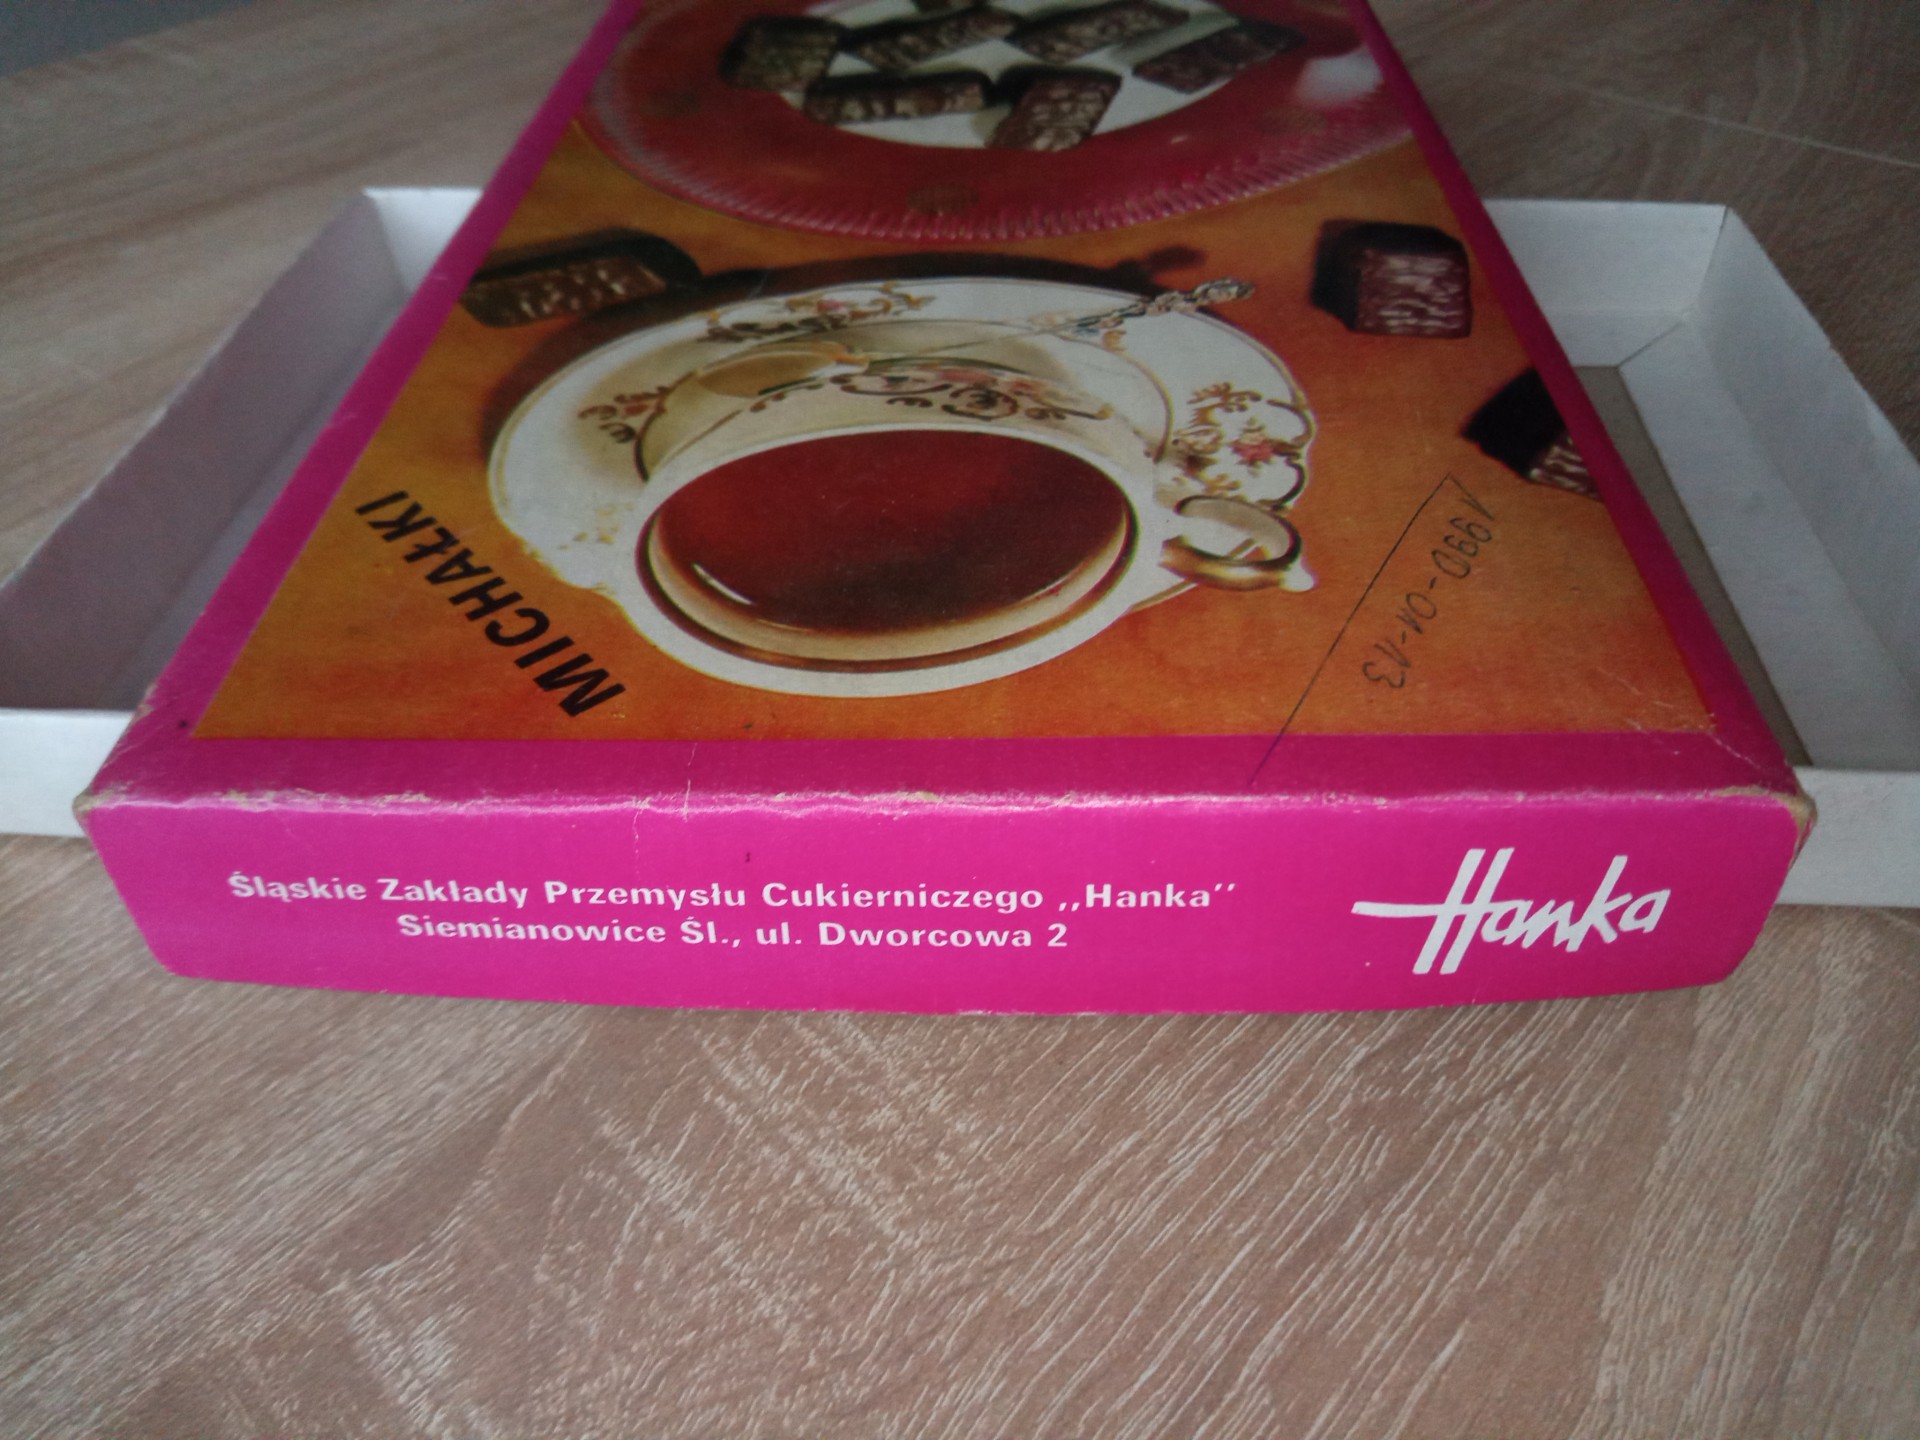 MICHAŁKI
1990-01-13
Śląskie Zakłady Przemysłu Cukierniczego ,,Hanka’’
Siemianowice Śl., ul. Dworcowa 2
Hanka